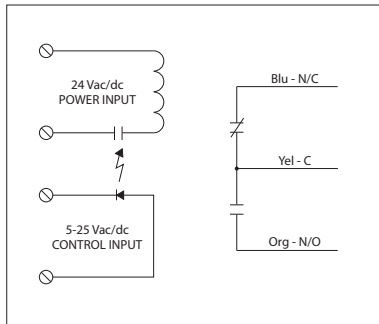 24 Vac/dc
POWER INPUT
5-25 Vac/dc
CONTROL INPUT
Blu - N/C
Yel - C
Org - N/O